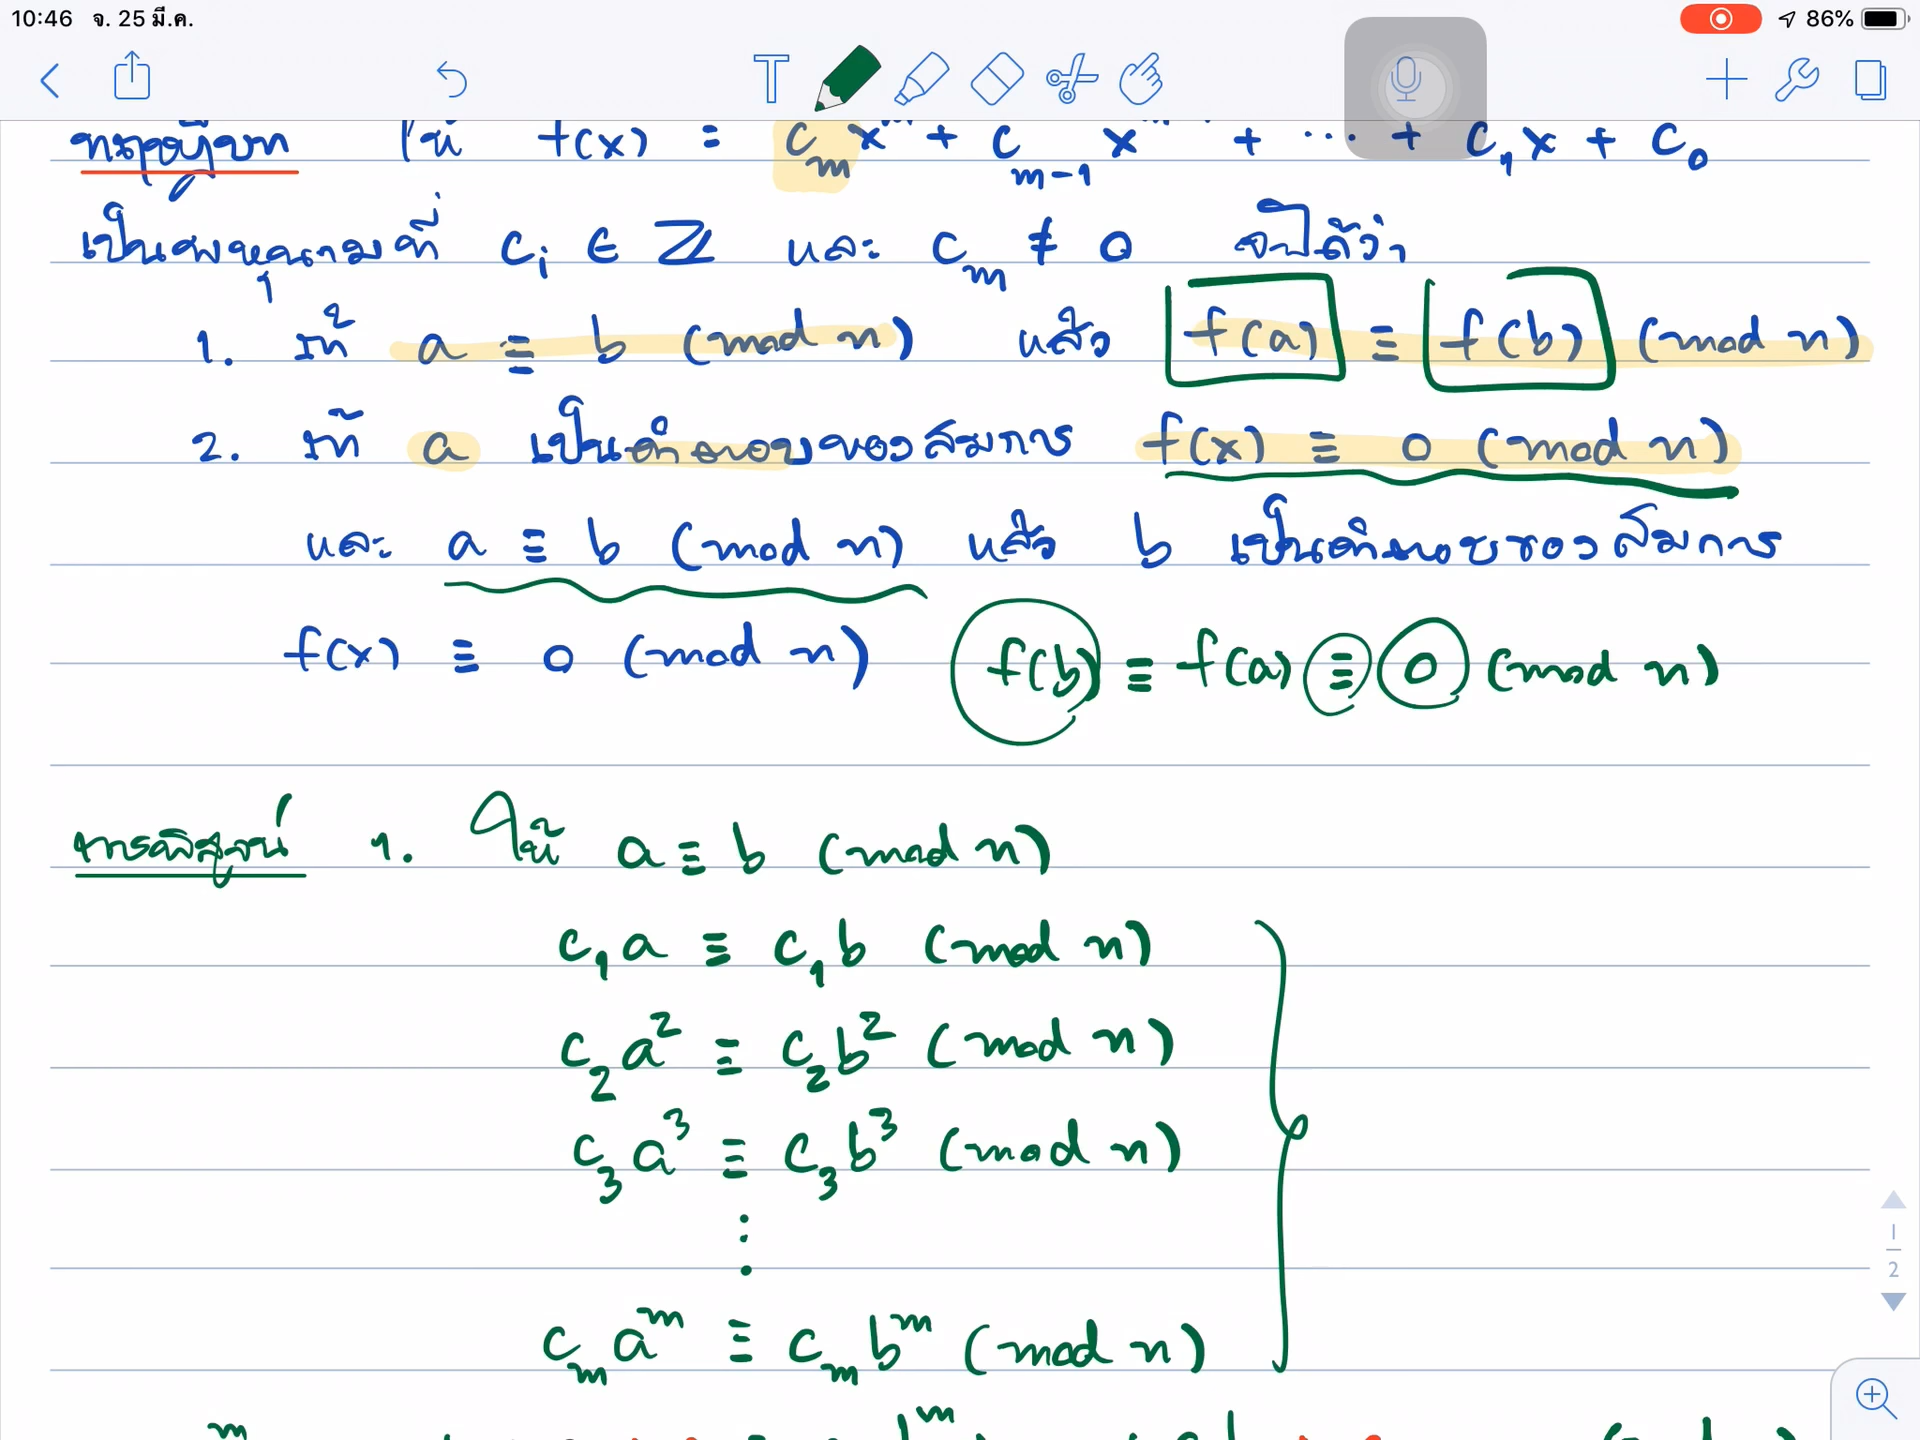 10:46 จ. 25 มี.ค. 86%
T
ทฤษฎีบท ให้ f(x) = cₘxᵐ + cₘ₋₁x + ⋯ + c₁x + c₀
เป็นพหุนามที่ cᵢ ∈ ℤ และ cₘ ≠ 0 จะได้ว่า
1. ถ้า a ≡ b (mod n) แล้ว f(a) ≡ f(b) (mod n)
2. ถ้า a เป็นคำตอบของสมการ f(x) ≡ 0 (mod n)
และ a ≡ b (mod n) แล้ว b เป็นคำตอบของสมการ
f(x) ≡ 0 (mod n) f(b) ≡ f(a) ≡ 0 (mod n)
การพิสูจน์ 1. ให้ a ≡ b (mod n)
c₁a ≡ c₁b (mod n)
c₂a² ≡ c₂b² (mod n)
c₃a³ ≡ c₃b³ (mod n)
⋮
cₘaᵐ ≡ cₘbᵐ (mod n)
1
2